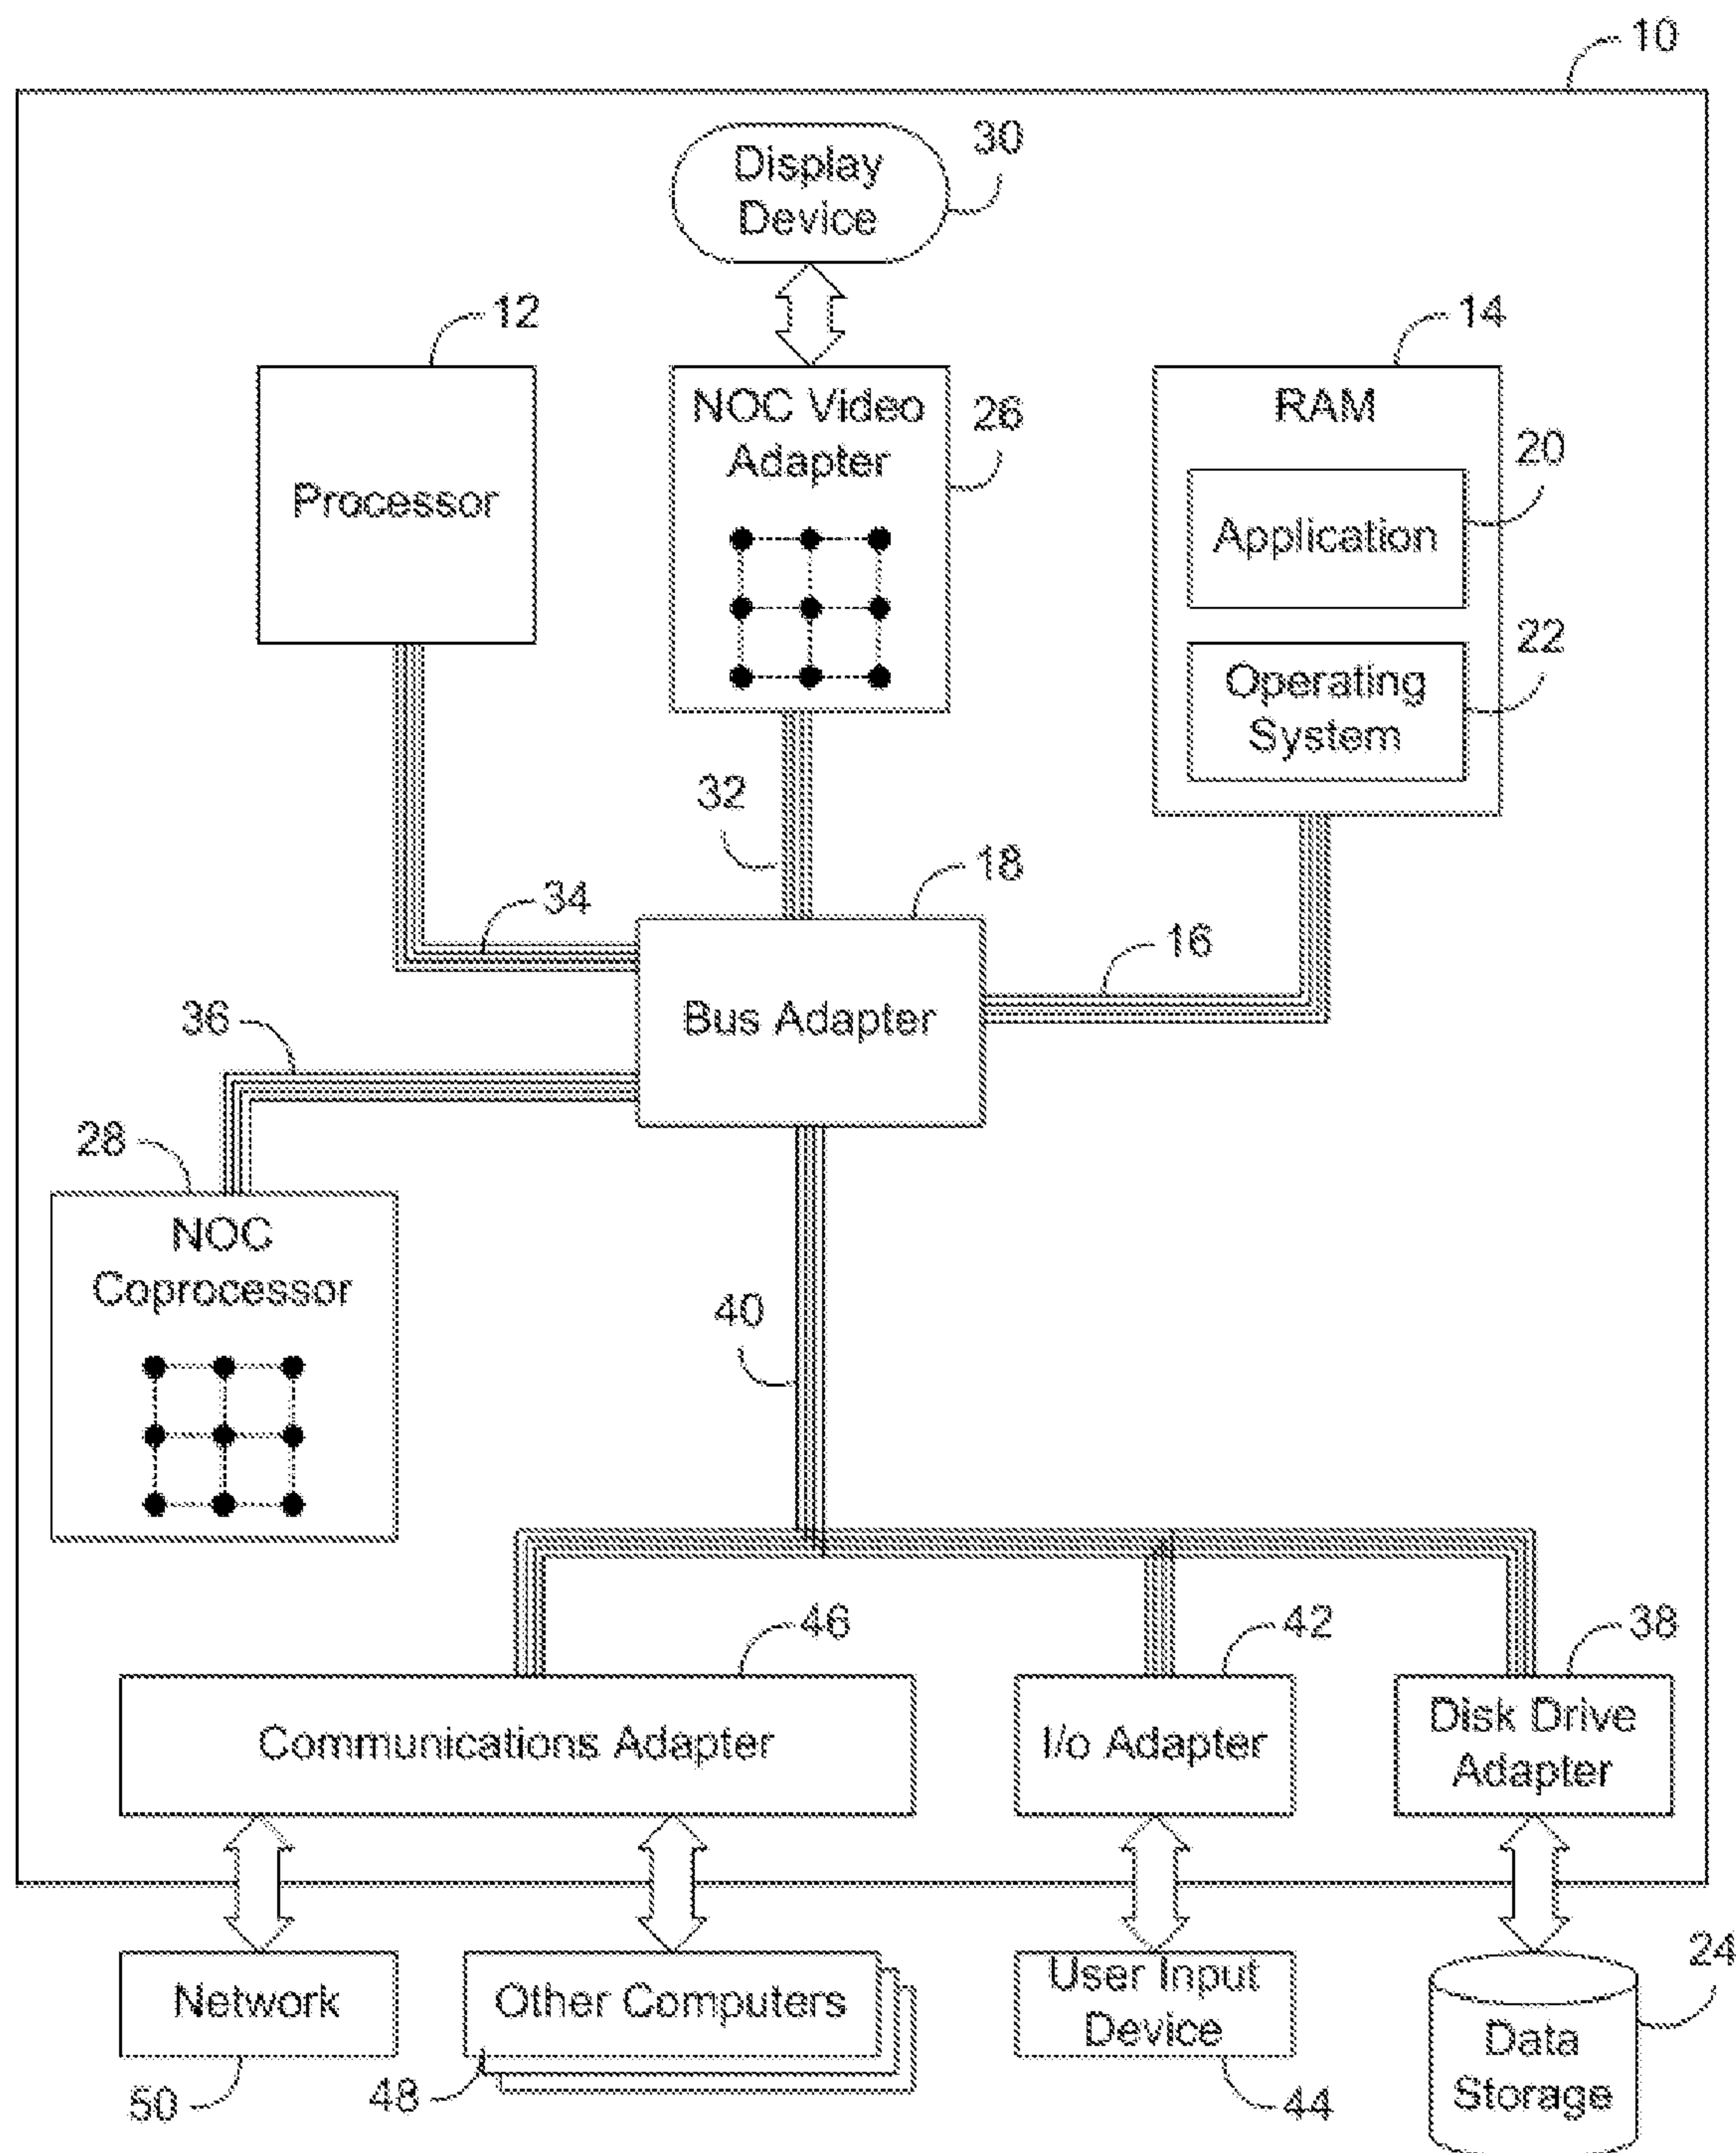 10
Display
Device
30
12
14
Processor
NOC Video
Adapter
26
RAM
20
Application
22
Operating
System
32
18
34
16
Bus Adapter
36
28
NOC
Coprocessor
40
46
42
38
Communications Adapter
I/o Adapter
Disk Drive
Adapter
Network
50
Other Computers
48
User Input
Device
44
24
Data
Storage